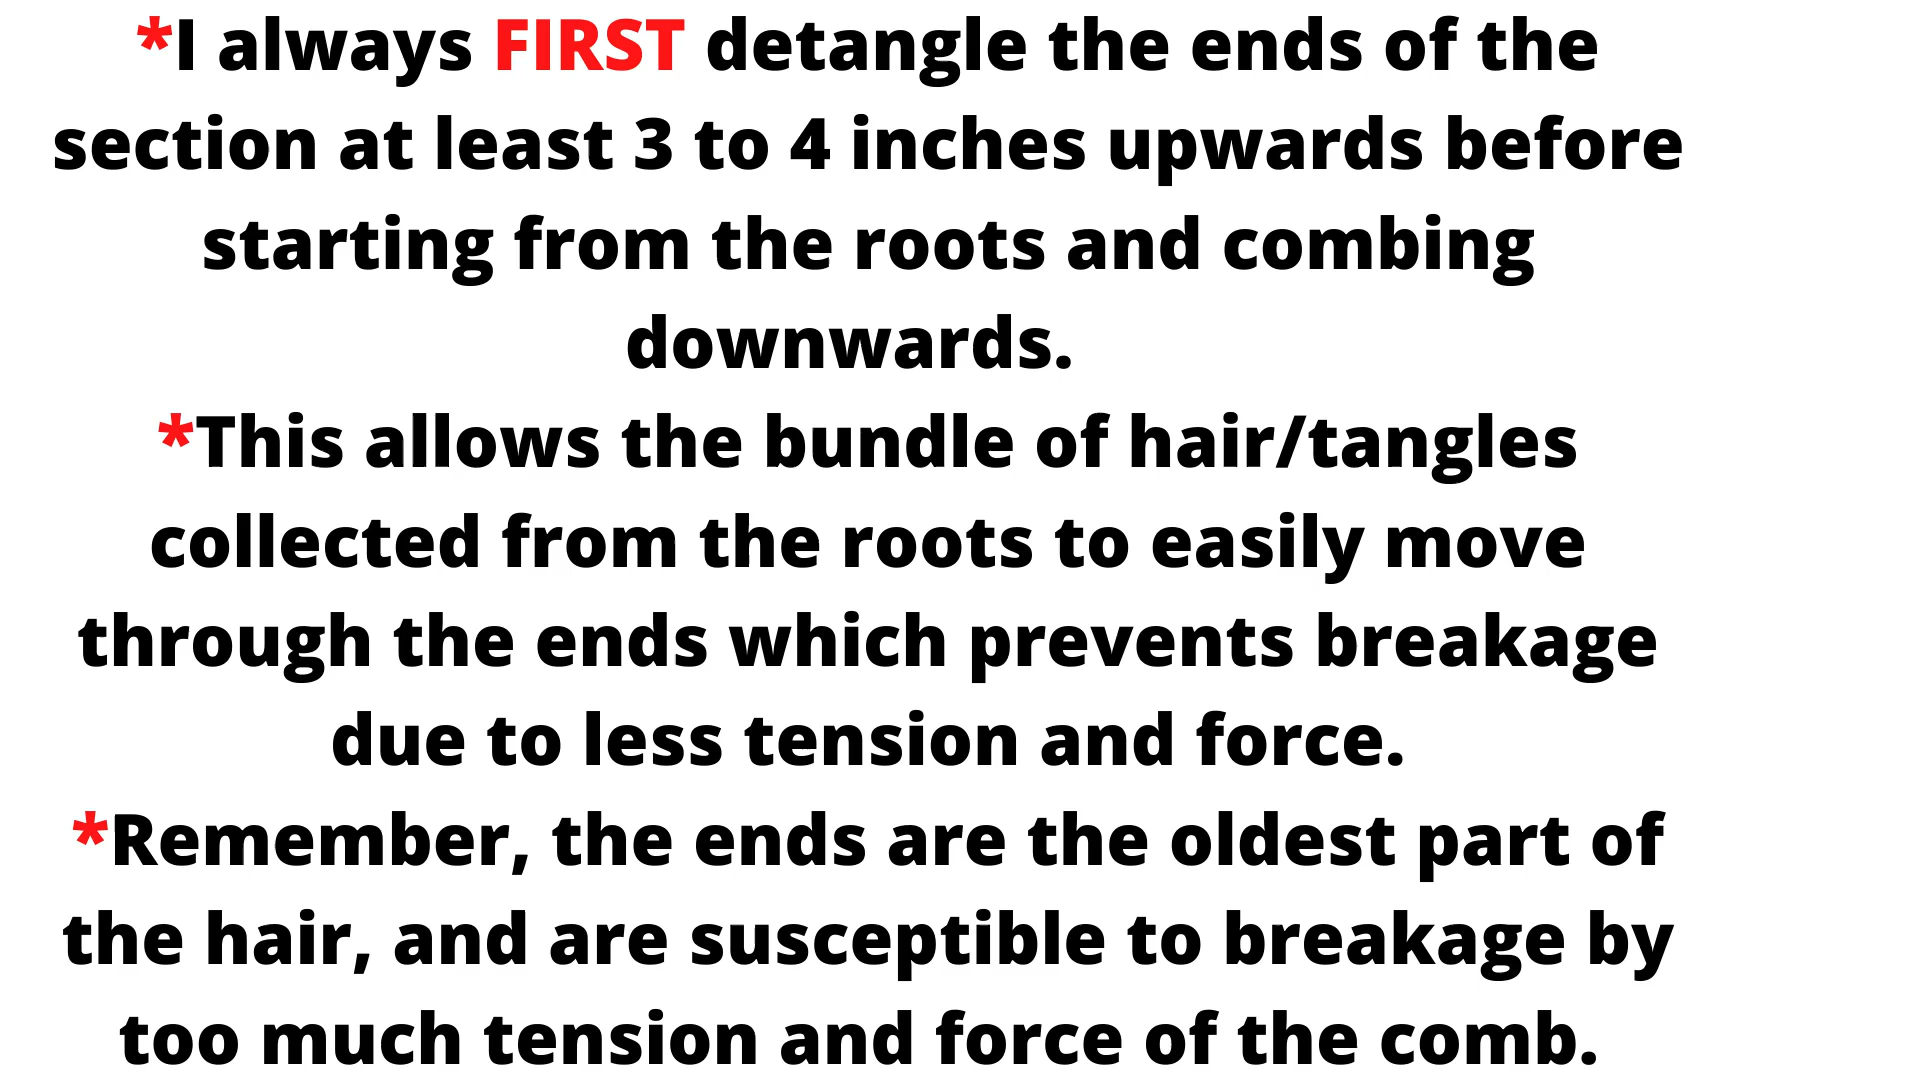 *I always FIRST detangle the ends of the
section at least 3 to 4 inches upwards before
starting from the roots and combing
downwards.
*This allows the bundle of hair/tangles
collected from the roots to easily move
through the ends which prevents breakage
due to less tension and force.
*Remember, the ends are the oldest part of
the hair, and are susceptible to breakage by
too much tension and force of the comb.